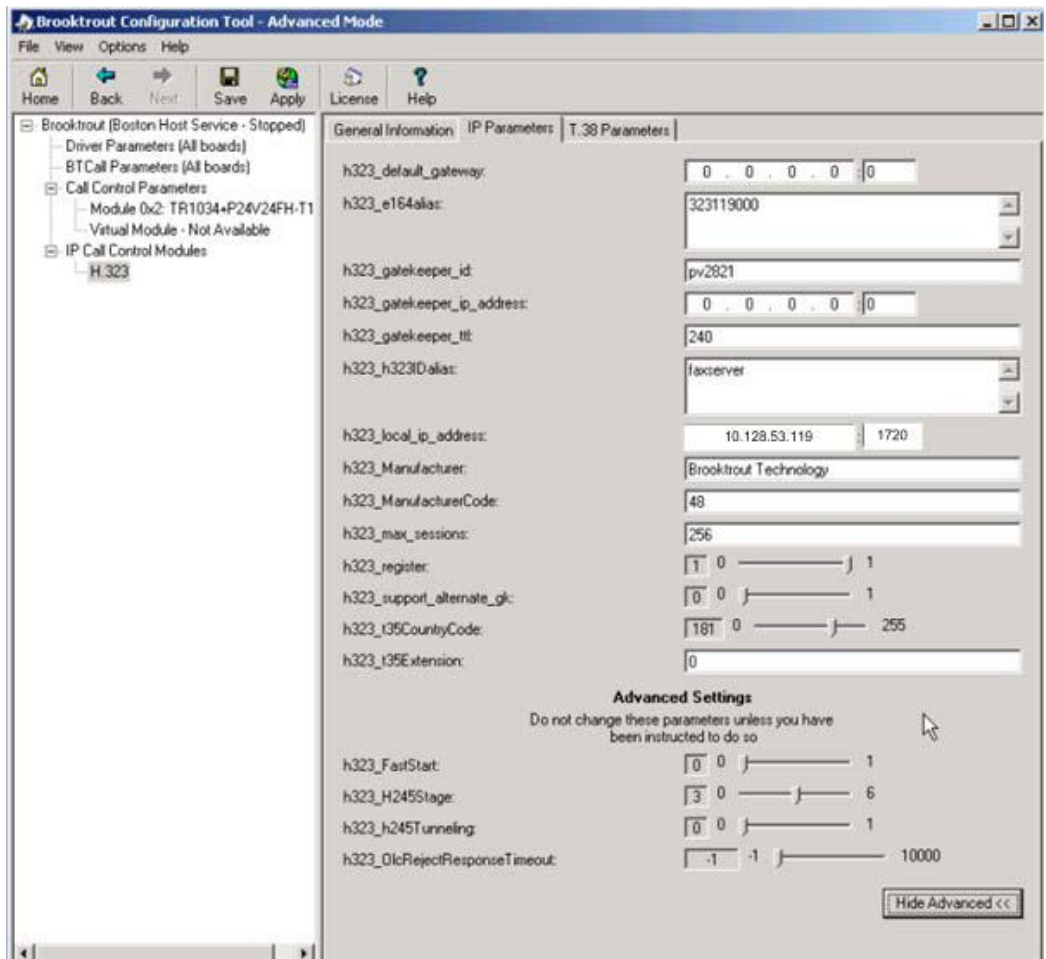 Brooktrout Configuration Tool - Advanced Mode
File View Options Help
Home Back Next Save Apply License Help
Brooktrout (Boston Host Service - Stopped)
Driver Parameters (All boards)
BTCall Parameters (All boards)
Call Control Parameters
Module 0x2: TR1034+P24V24FH-T1
Virtual Module - Not Available
IP Call Control Modules
H.323
General Information IP Parameters T.38 Parameters
h323_default_gateway: 0 . 0 . 0 . 0 :0
h323_e164alias: 323119000
h323_gatekeeper_id: pv2821
h323_gatekeeper_ip_address: 0 . 0 . 0 . 0 :0
h323_gatekeeper_ttl: 240
h323_h323IDalias: faxserver
h323_local_ip_address: 10.128.53.119 : 1720
h323_Manufacturer: Brooktrout Technology
h323_ManufacturerCode: 48
h323_max_sessions: 256
h323_register: 1 0 1
h323_support_alternate_gk: 0 0 1
h323_t35CountryCode: 181 0 255
h323_t35Extension: 0
Advanced Settings
Do not change these parameters unless you have
been instructed to do so
h323_FastStart: 0 0 1
h323_H245Stage: 3 0 6
h323_h245Tunneling: 0 0 1
h323_OlcRejectResponseTimeout: -1 -1 10000
Hide Advanced <<